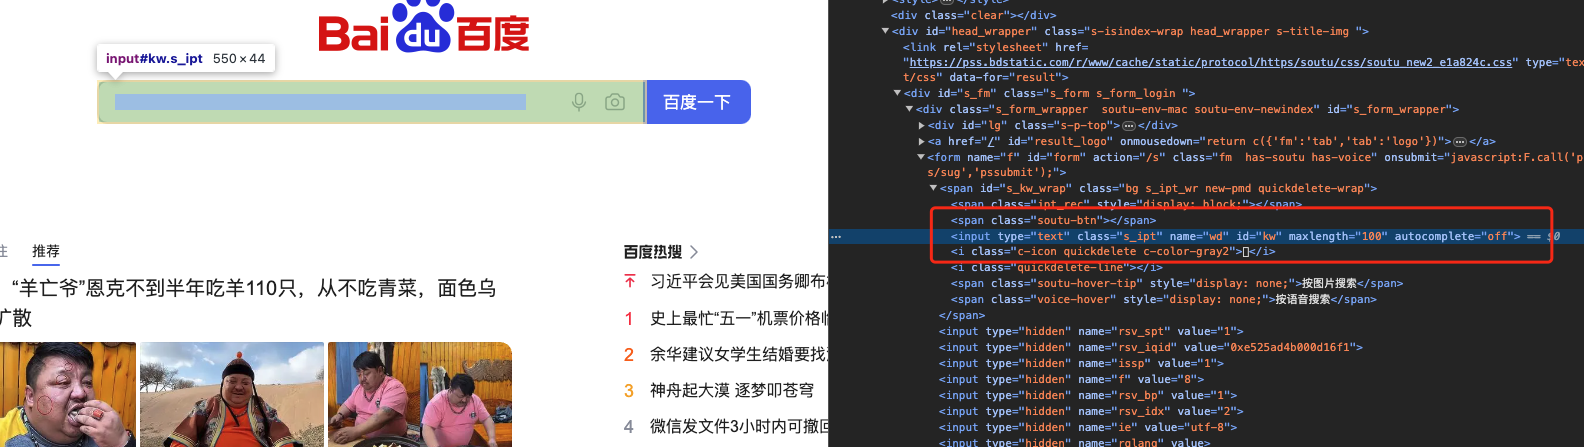 Bai du 百度
input#kw.s_ipt 550×44
百度一下
推荐
“羊亡爷”恩克不到半年吃羊110只，从不吃青菜，面色乌
扩散
百度热搜
习近平会见美国国务卿布
1 史上最忙“五一”机票价格
2 余华建议女学生结婚要找
3 神舟起大漠 逐梦叩苍穹
4 微信发文件3小时内可撤回
<div class="clear"></div>
<div id="head_wrapper" class="s-isindex-wrap head_wrapper s-title-img ">
<link rel="stylesheet" href=
"https://pss.bdstatic.com/r/www/cache/static/protocol/https/soutu/css/soutu_new2_e1a824c.css" type="tex
t/css" data-for="result">
<div id="s_fm" class="s_form s_form_login ">
<div class="s_form_wrapper  soutu-env-mac soutu-env-newindex" id="s_form_wrapper">
<div id="lg" class="s-p-top">…</div>
<a href="/" id="result_logo" onmousedown="return c({'fm':'tab','tab':'logo'})">…</a>
<form name="f" id="form" action="/s" class="fm  has-soutu has-voice" onsubmit="javascript:F.call('p
s/sug','pssubmit');">
<span id="s_kw_wrap" class="bg s_ipt_wr new-pmd quickdelete-wrap">
<span class="ipt_rec" style="display: block;"></span>
<span class="soutu-btn"></span>
<input type="text" class="s_ipt" name="wd" id="kw" maxlength="100" autocomplete="off"> == $0
<i class="c-icon quickdelete c-color-gray2"></i>
<i class="quickdelete-line"></i>
<span class="soutu-hover-tip" style="display: none;">按图片搜索</span>
<span class="voice-hover" style="display: none;">按语音搜索</span>
</span>
<input type="hidden" name="rsv_spt" value="1">
<input type="hidden" name="rsv_iqid" value="0xe525ad4b000d16f1">
<input type="hidden" name="issp" value="1">
<input type="hidden" name="f" value="8">
<input type="hidden" name="rsv_bp" value="1">
<input type="hidden" name="rsv_idx" value="2">
<input type="hidden" name="ie" value="utf-8">
<input type="hidden" name="rqlang" value>